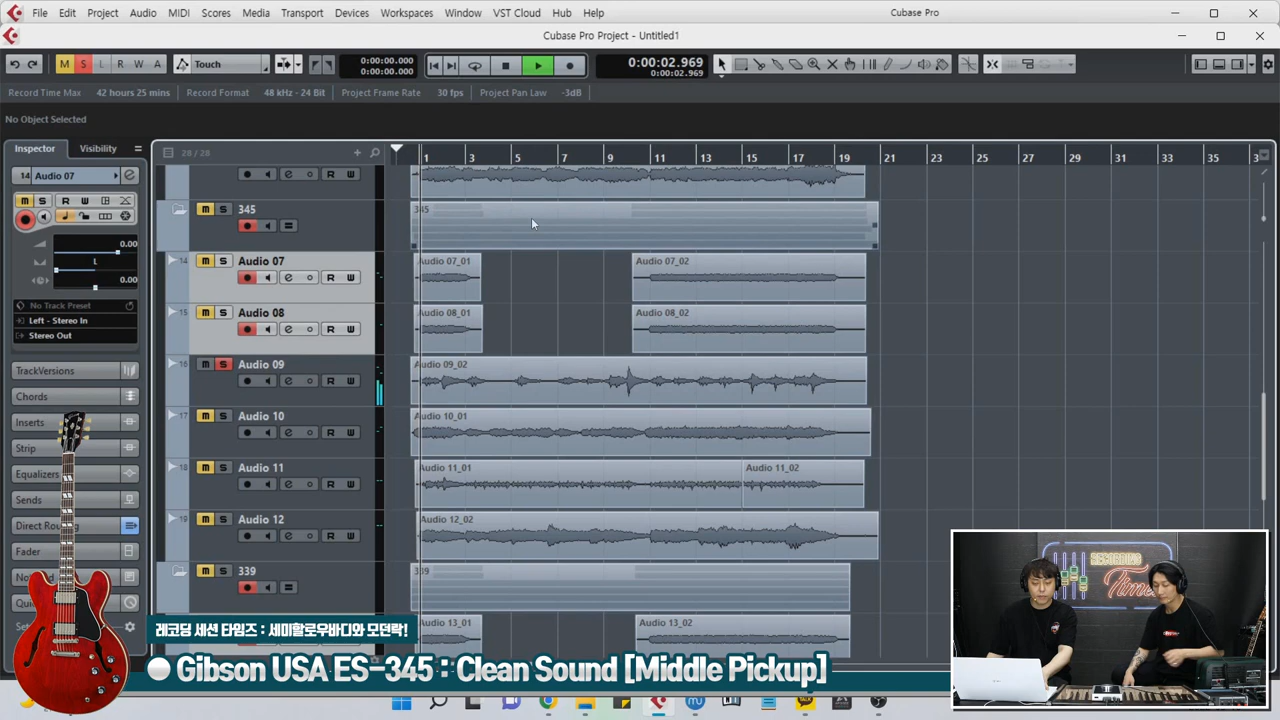 File Edit Project Audio MIDI Scores Media Transport Devices Workspaces Window VST Cloud Hub Help Cubase Pro
Cubase Pro Project - Untitled1
M S L R W A Touch 0:00:00.000 0:00:00.000 0:00:02.969 0:00:02.969
Record Time Max 42 hours 25 mins Record Format 48 kHz - 24 Bit Project Frame Rate 30 fps Project Pan Law -3dB
No Object Selected
Inspector Visibility 28 / 28 1 3 5 7 9 11 13 15 17 19 21 23 25 27 29 31 33 35
14 Audio 07
M S R W
0.00
L
0.00
No Track Preset
Left - Stereo In
Stereo Out
TrackVersions
Chords
Inserts
Strip
Equalizers
Sends
Fader
R W
M S 345 345
14 M S Audio 07 R W Audio 07_01 Audio 07_02
15 M S Audio 08 R W Audio 08_01 Audio 08_02
16 M S Audio 09 R W Audio 09_02
17 M S Audio 10 R W Audio 10_01
18 M S Audio 11 R W Audio 11_01 Audio 11_02
19 M S Audio 12 R W Audio 12_02
M S 339 339
Audio 13_01 Audio 13_02
RECORDING
Times
레코딩 세션 타임즈 : 세미할로우바디와 모던락!
Gibson USA ES-345 : Clean Sound [Middle Pickup]